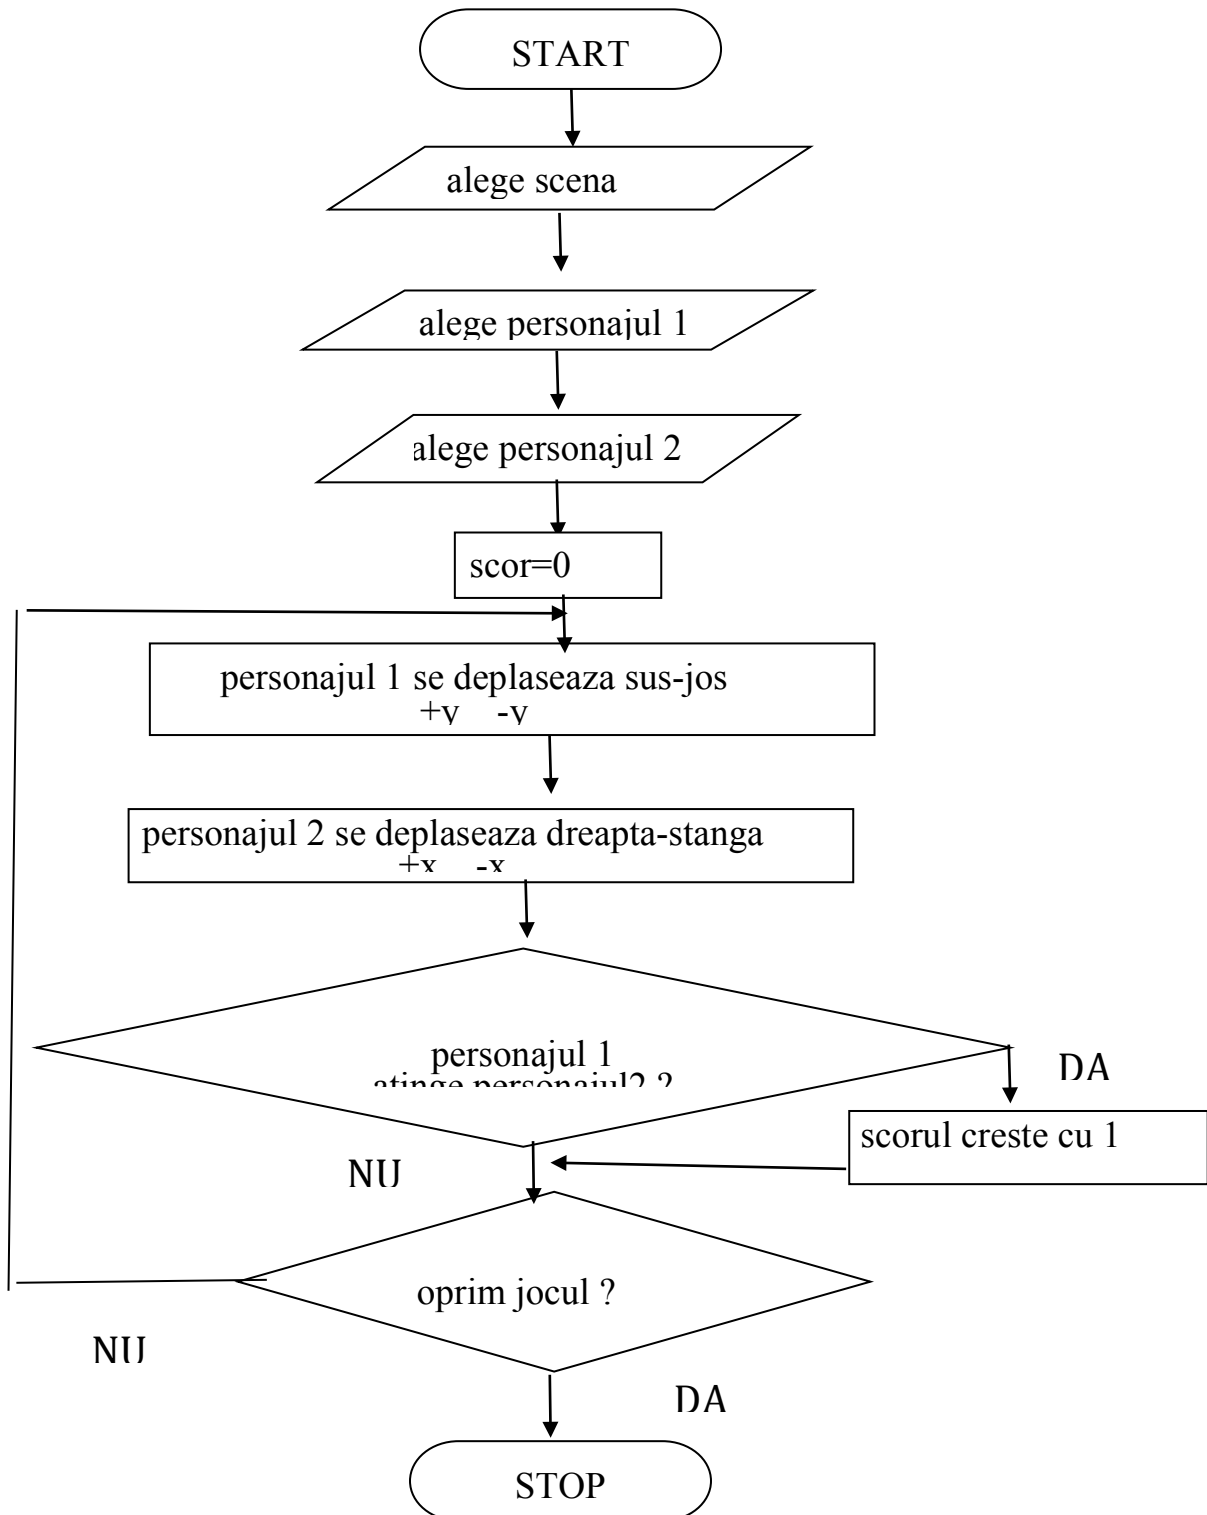 START
alege scena
alege personajul 1
alege personajul 2
scor=0
personajul 1 se deplaseaza sus-jos
+y -y
personajul 2 se deplaseaza dreapta-stanga
+x -x
personajul 1
atinge personajul2 ?
DA
scorul creste cu 1
NU
oprim jocul ?
NU
DA
STOP